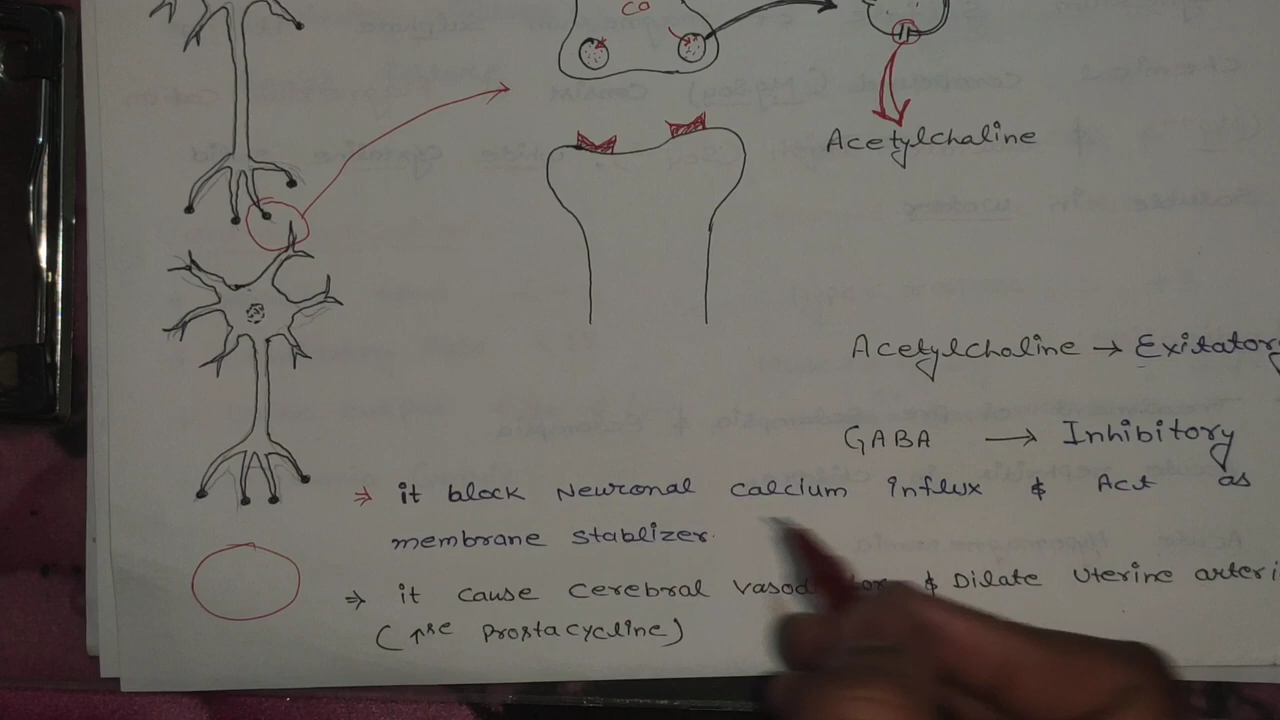 Ca
Acetylchaline
Acetylchaline → Exitatory
GABA → Inhibitory
⇒ it block Neuronal calcium influx & Act as
membrane stablizer.
⇒ it cause cerebral & Dilate Uterine arteri
(↑se Prostacycline)